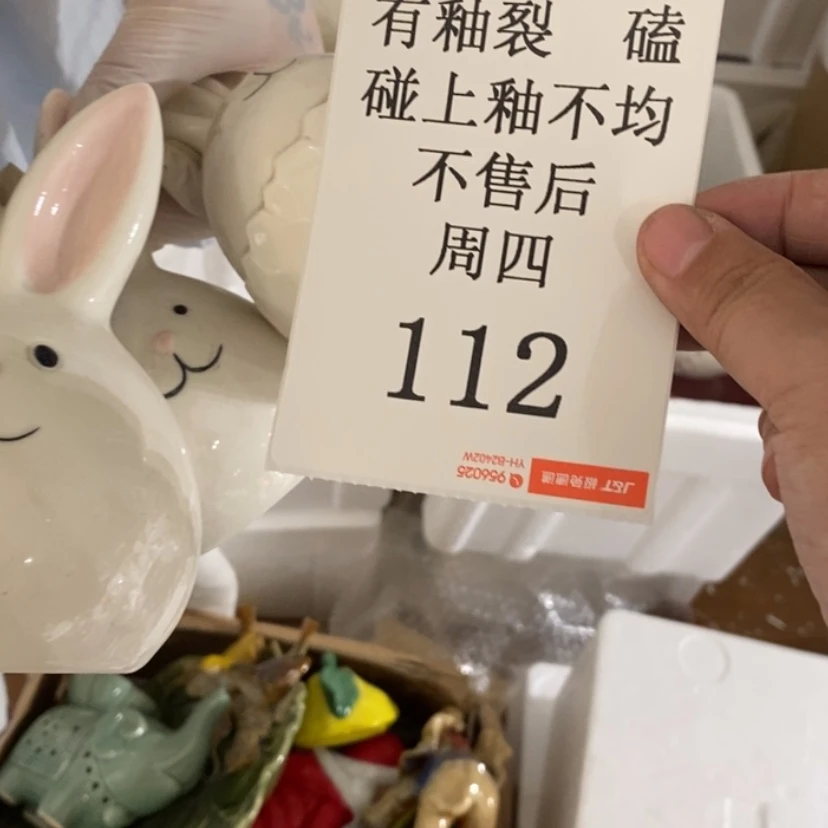 有釉裂 磕
碰上釉不均
不售后
周四
112
J&T 极兔速递 956025
YH-B2402W